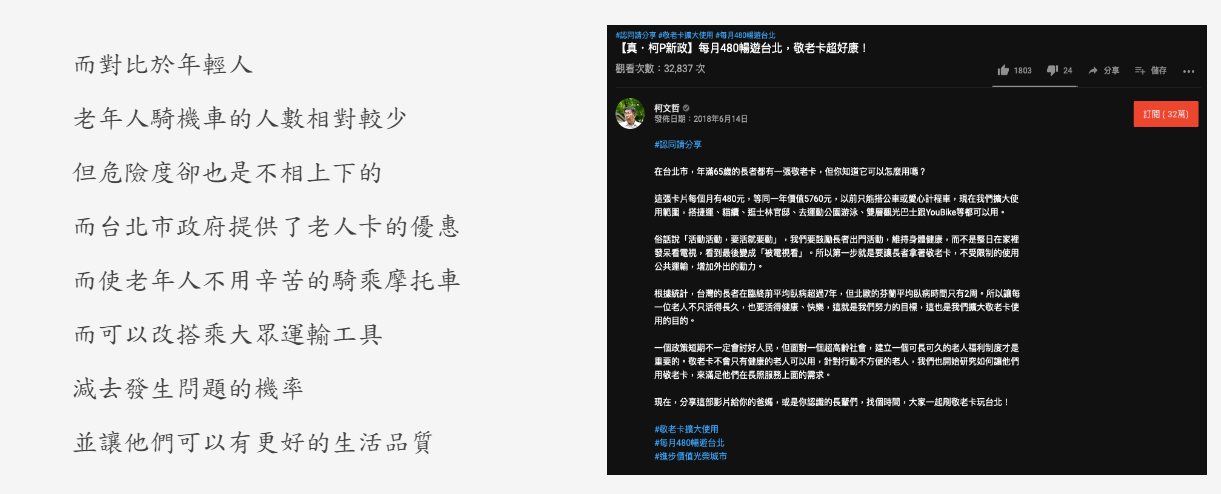 而對比於年輕人
老年人騎機車的人數相對較少
但危險度卻也是不相上下的
而台北市政府提供了老人卡的優惠
而使老年人不用辛苦的騎乘摩托車
而可以改搭乘大眾運輸工具
減去發生問題的機率
並讓他們可以有更好的生活品質
#認同請分享 #敬老卡擴大使用 #每月480暢遊台北
【真・柯P新政】每月480暢遊台北，敬老卡超好康！
觀看次數：32,837 次
1803 24 分享 儲存
柯文哲
發佈日期：2018年6月14日
訂閱 ( 32萬)
#認同請分享
在台北市，年滿65歲的長者都有一張敬老卡，但你知道它可以怎麼用嗎？
這張卡片每個月有480元，等同一年價值5760元，以前只能搭公車或愛心計程車，現在我們擴大使
用範圍，搭捷運、貓纜、逛士林官邸、去運動公園游泳、雙層觀光巴士跟YouBike等都可以用。
俗話說「活動活動，要活就要動」，我們要鼓勵長者出門活動，維持身體健康，而不是整日在家裡
發呆看電視，看到最後變成「被電視看」。所以第一步就是要讓長者拿著敬老卡，不受限制的使用
公共運輸，增加外出的動力。
根據統計，台灣的長者在臨終前平均臥病超過7年，但北歐的芬蘭平均臥病時間只有2周。所以讓每
一位老人不只活得長久，也要活得健康、快樂，這就是我們努力的目標，這也是我們擴大敬老卡使
用的目的。
一個政策短期不一定會討好人民，但面對一個超高齡社會，建立一個可長可久的老人福利制度才是
重要的。敬老卡不會只有健康的老人可以用，針對行動不方便的老人，我們也開始研究如何讓他們
用敬老卡，來滿足他們在長照服務上面的需求。
現在，分享這部影片給你的爸媽，或是你認識的長輩們，找個時間，大家一起刷敬老卡玩台北！
#敬老卡擴大使用
#每月480暢遊台北
#進步價值光榮城市